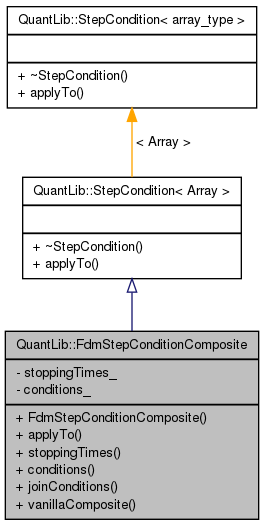 QuantLib::StepCondition< array_type >
+ ~StepCondition()
+ applyTo()
< Array >
QuantLib::StepCondition< Array >
+ ~StepCondition()
+ applyTo()
QuantLib::FdmStepConditionComposite
- stoppingTimes_
- conditions_
+ FdmStepConditionComposite()
+ applyTo()
+ stoppingTimes()
+ conditions()
+ joinConditions()
+ vanillaComposite()